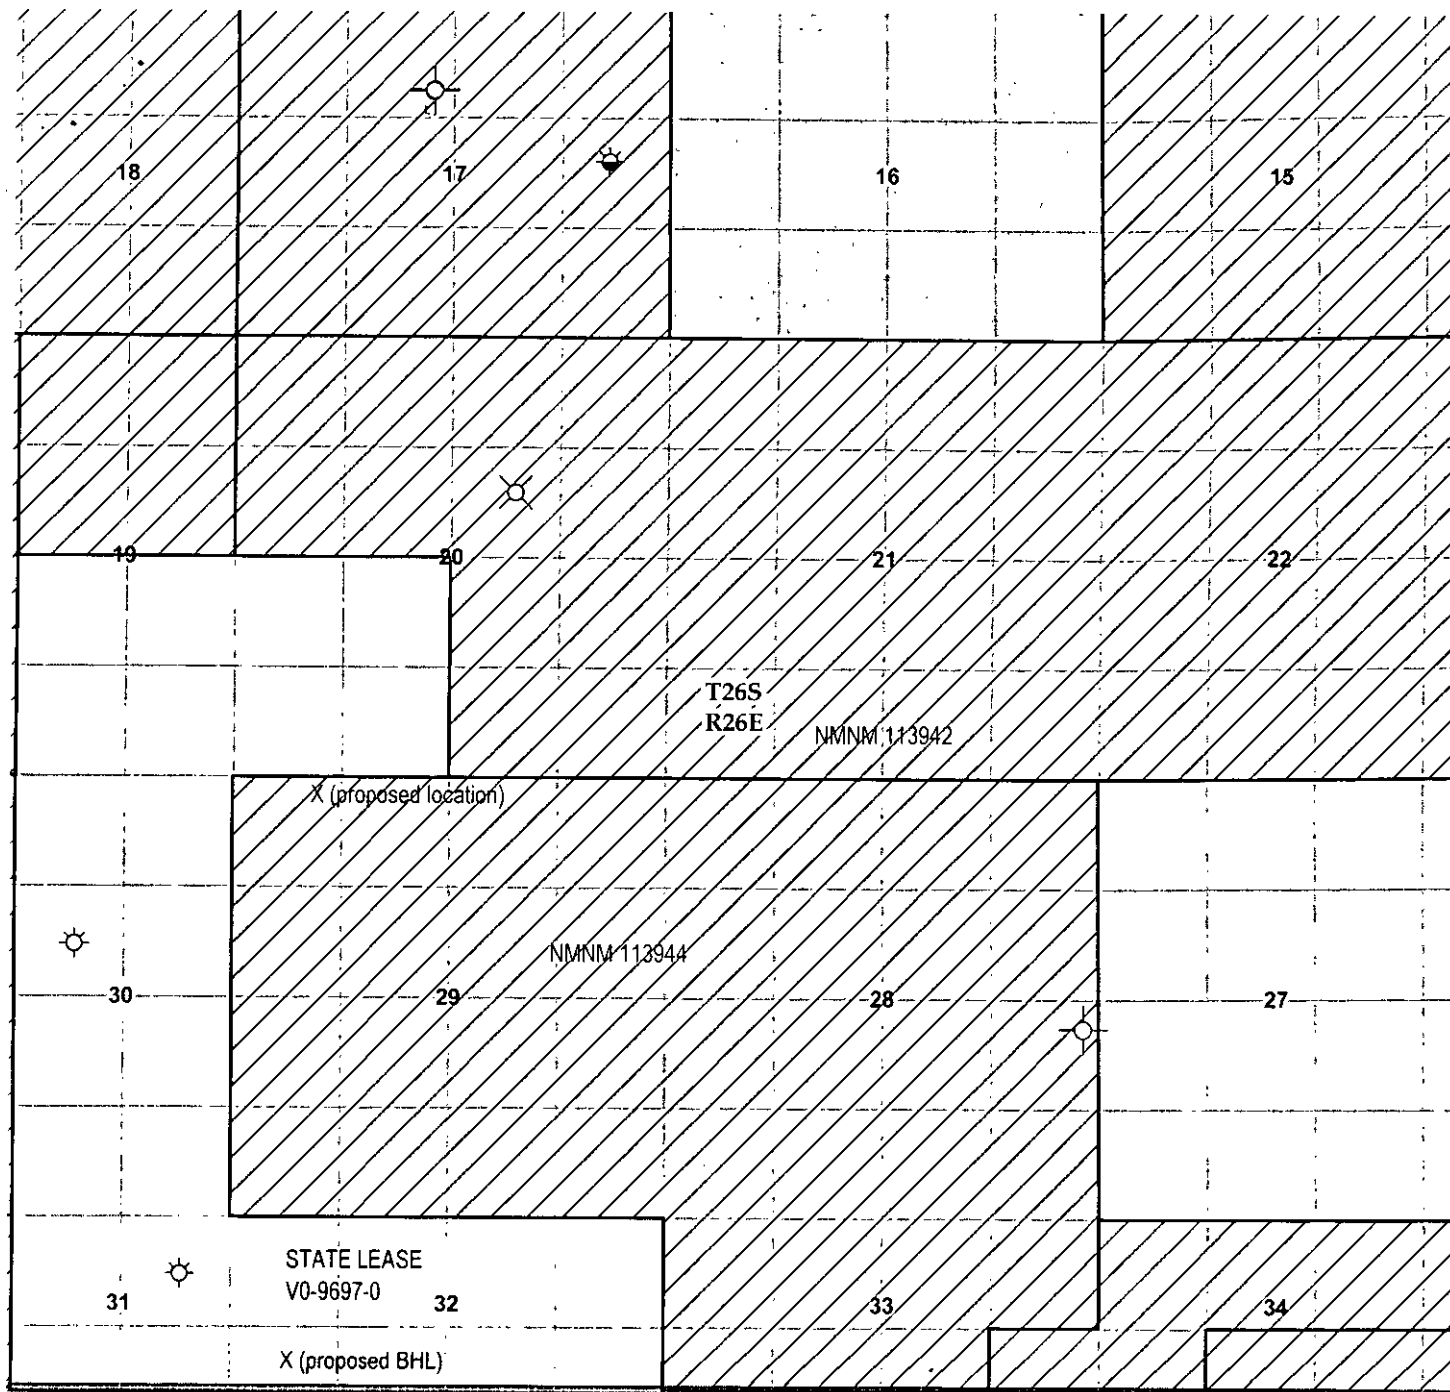 18
17
16
15
19
20
21
22
T26S
R26E
NMNM 113942
X (proposed location)
NMNM 113944
30
29
28
27
STATE LEASE
V0-9697-0
31
32
33
34
X (proposed BHL)